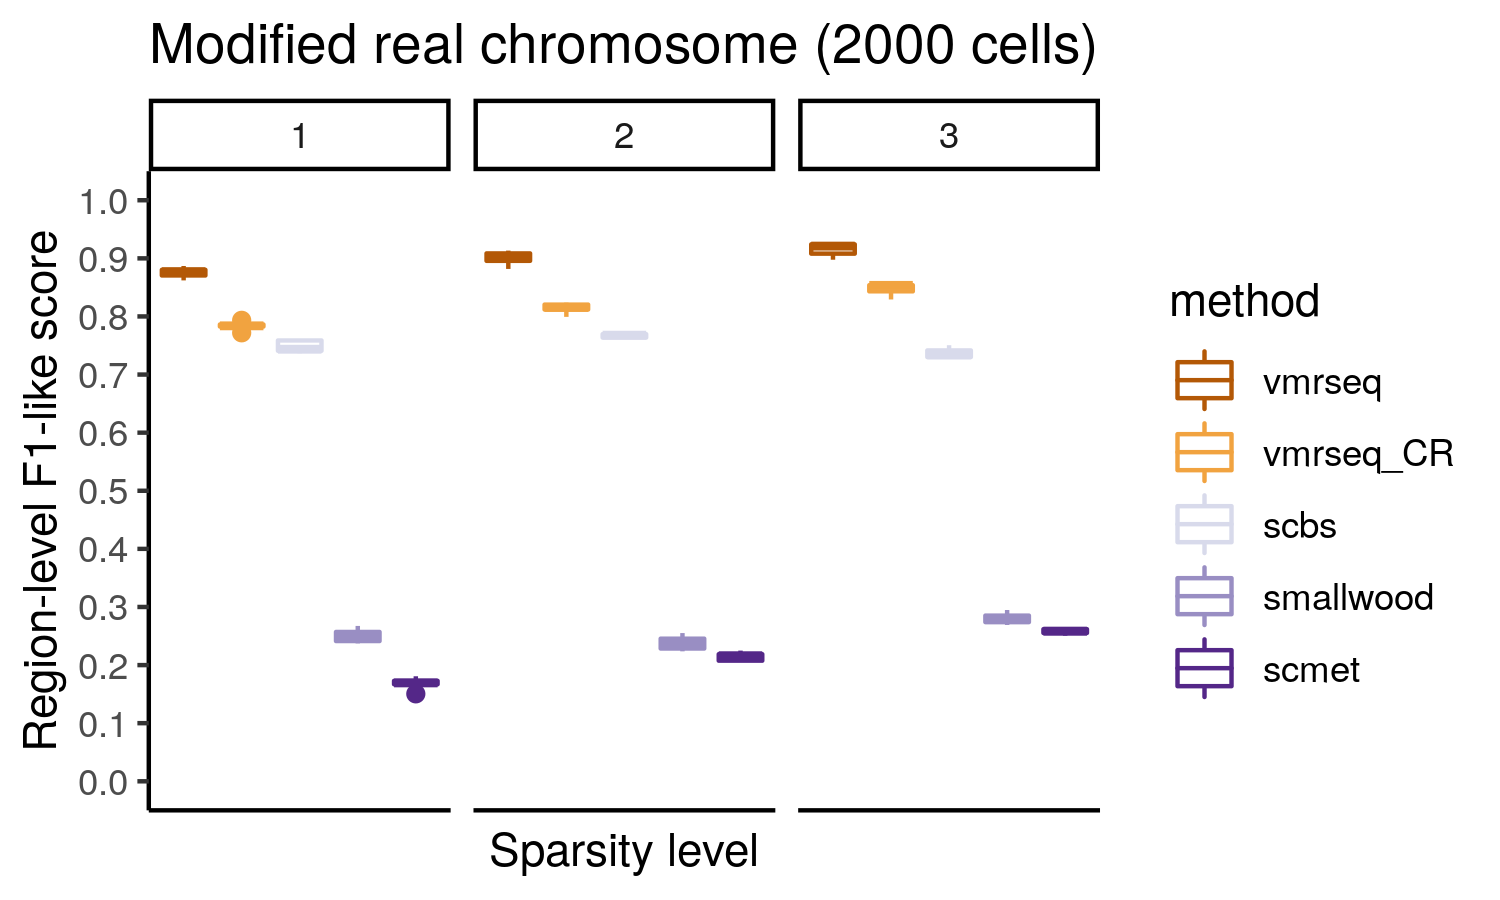 Modified real chromosome (2000 cells)
1
2
3
Region-level F1-like score
1.0
0.9
0.8
0.7
0.6
0.5
0.4
0.3
0.2
0.1
0.0
Sparsity level
method
vmrseq
vmrseq_CR
scbs
smallwood
scmet